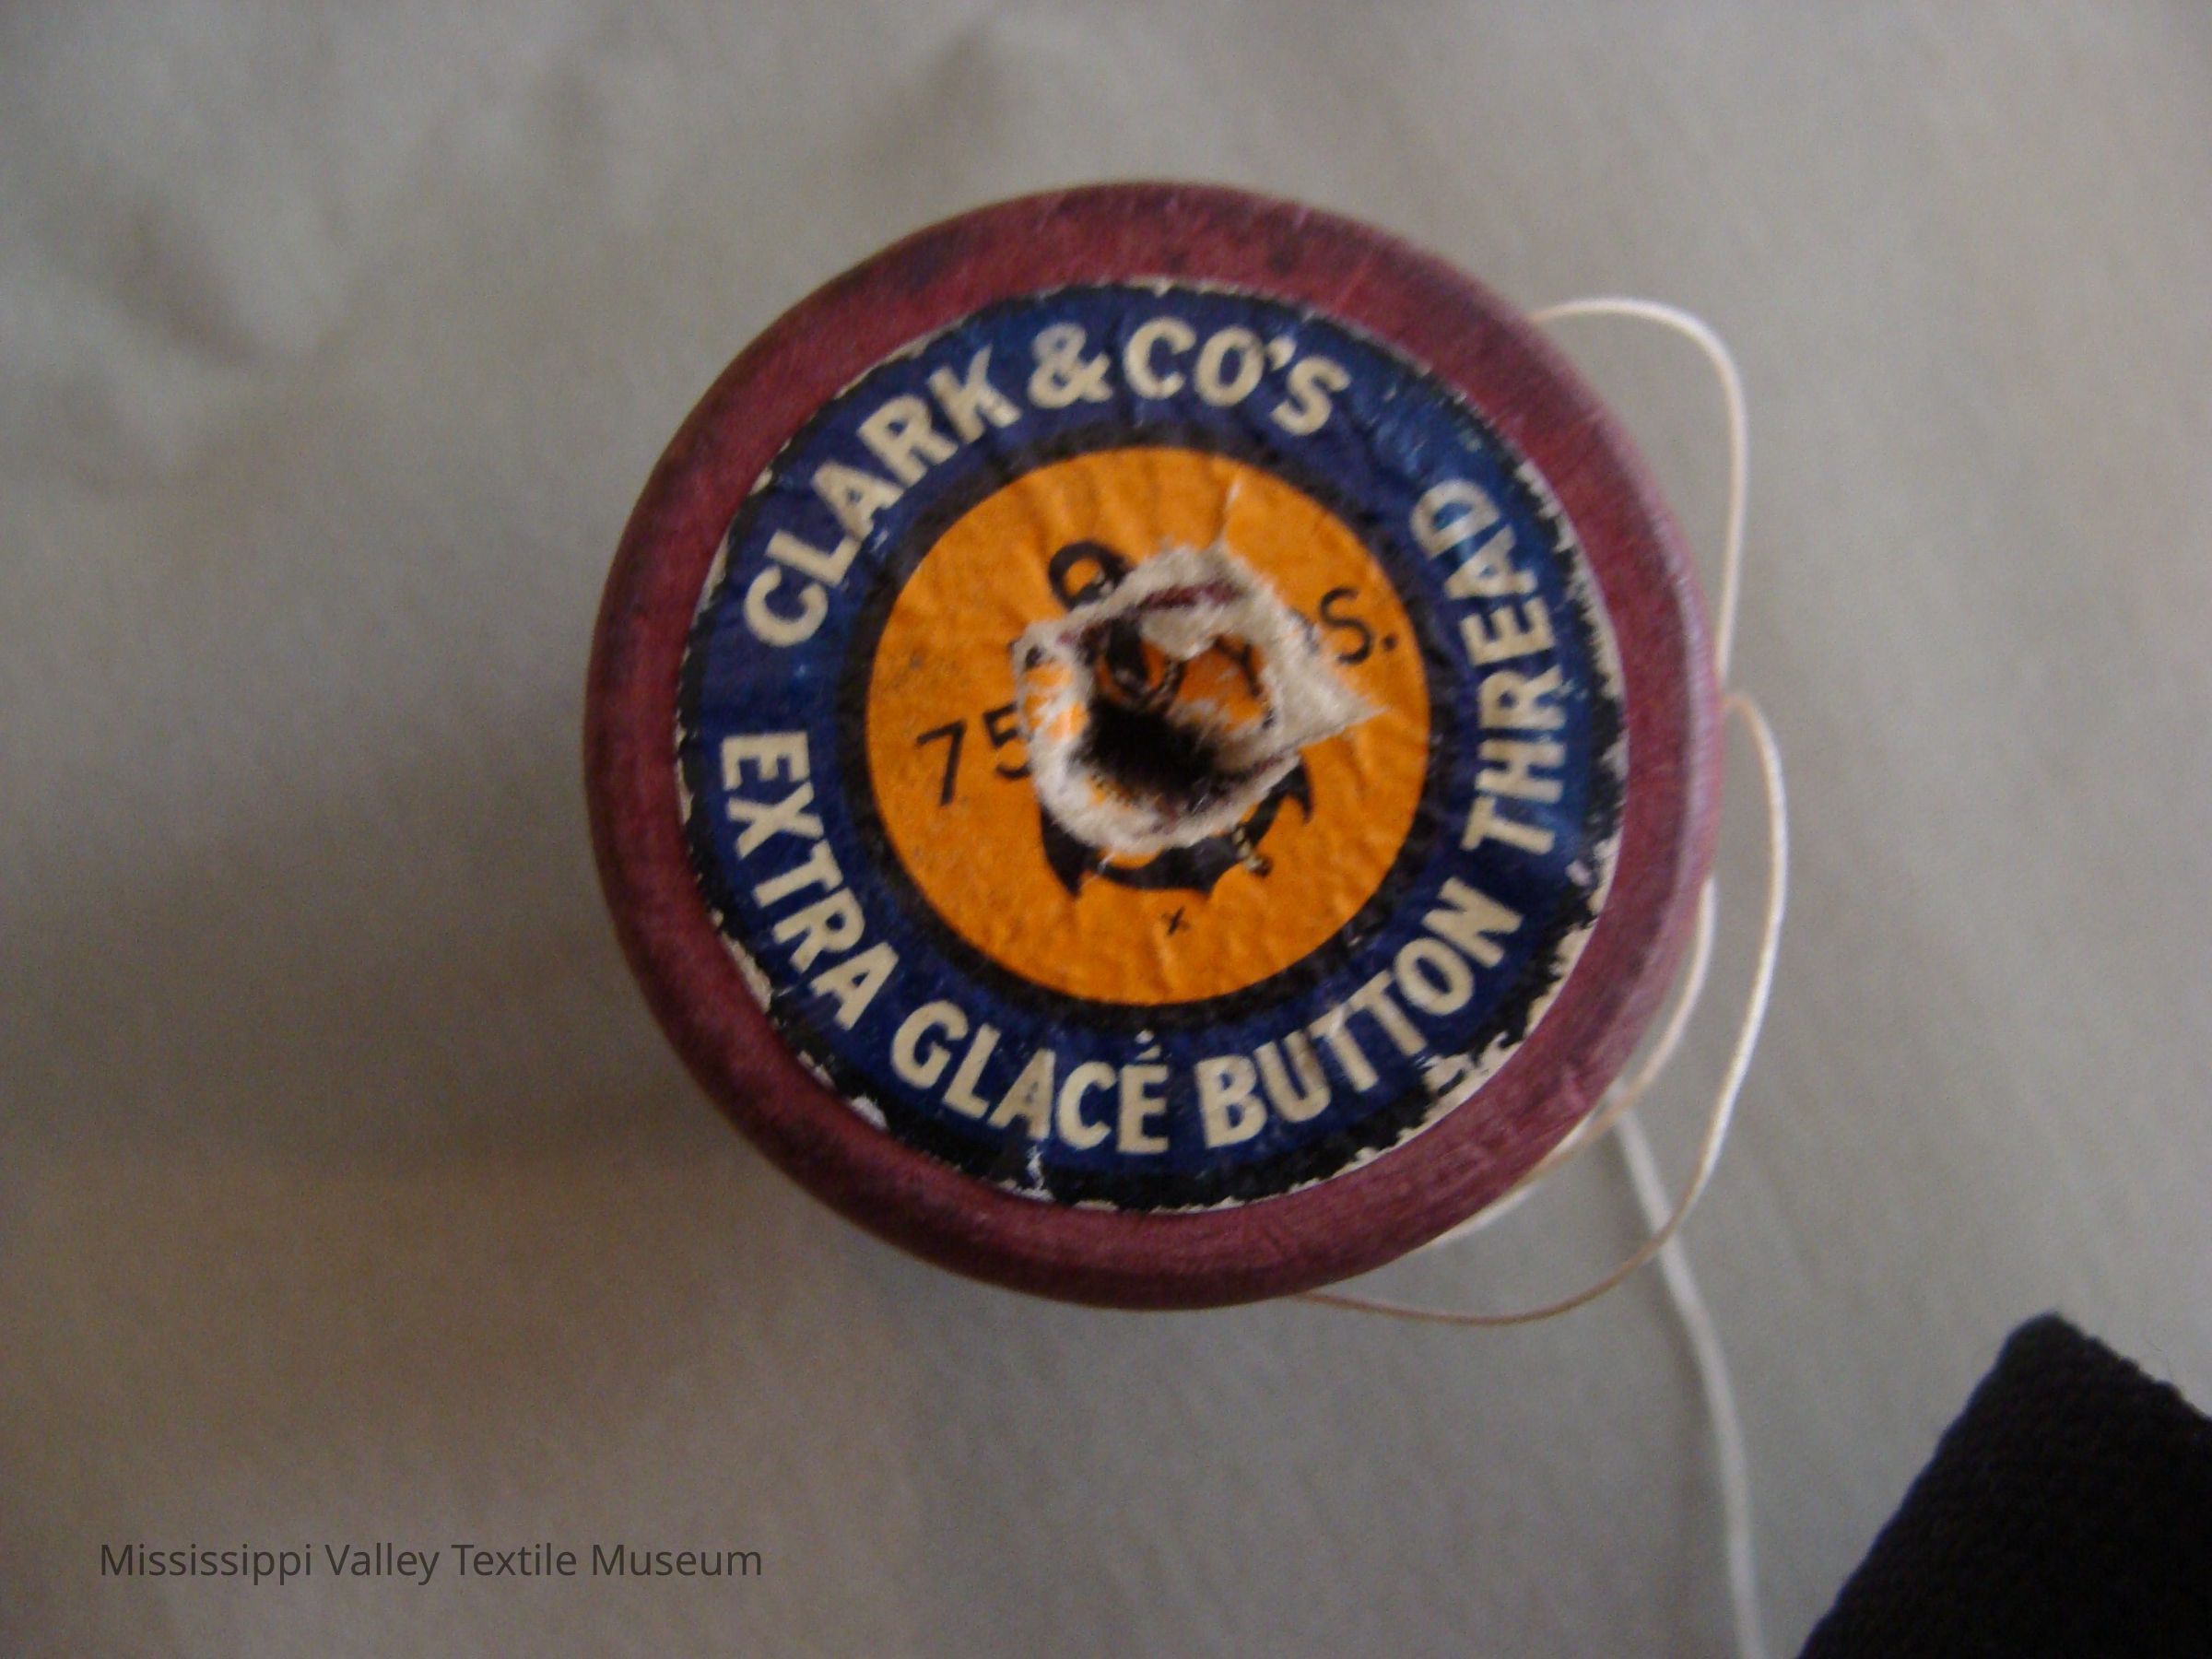 CLARK & CO'S
EXTRA GLACÉ BUTTON THREAD
75
S.
x
Mississippi Valley Textile Museum